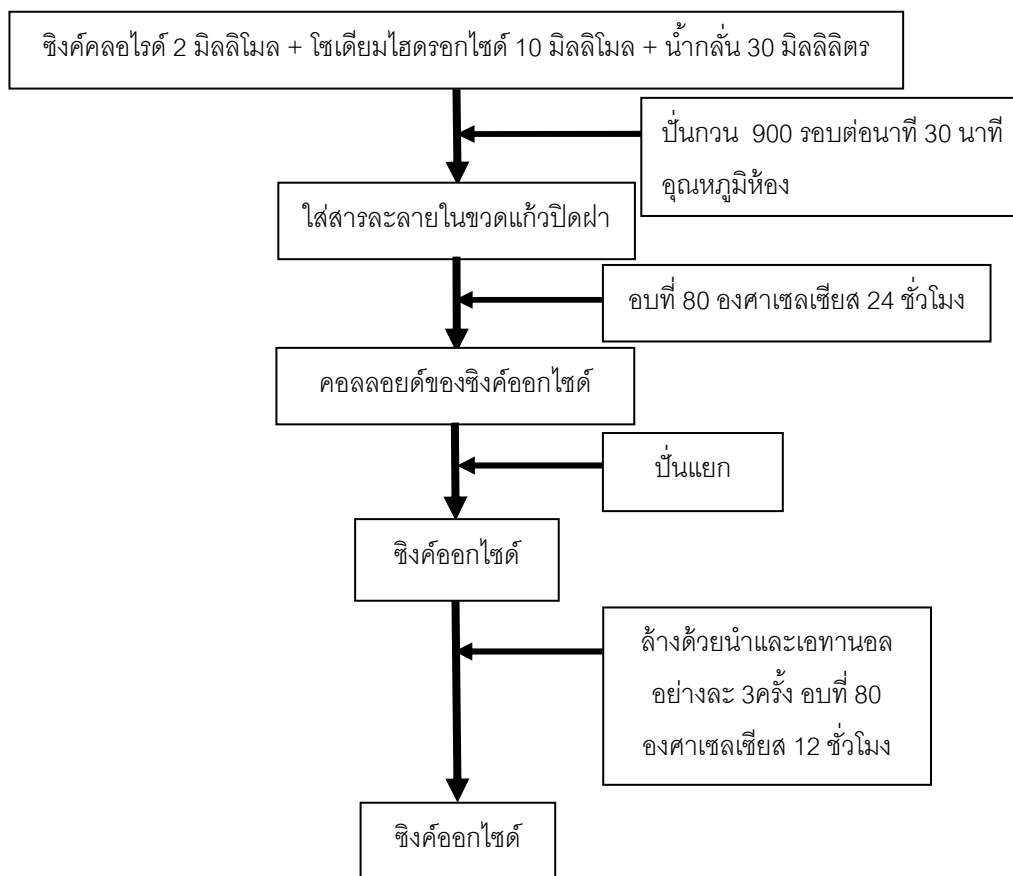 ซิงค์คลอไรด์ 2 มิลลิโมล + โซเดียมไฮดรอกไซด์ 10 มิลลิโมล + น้ำกลั่น 30 มิลลิลิตร
ปั่นกวน 900 รอบต่อนาที 30 นาที
อุณหภูมิห้อง
ใส่สารละลายในขวดแก้วปิดฝา
อบที่ 80 องศาเซลเซียส 24 ชั่วโมง
คอลลอยด์ของซิงค์ออกไซด์
ปั่นแยก
ซิงค์ออกไซด์
ล้างด้วยนำและเอทานอล
อย่างละ 3ครั้ง อบที่ 80
องศาเซลเซียส 12 ชั่วโมง
ซิงค์ออกไซด์